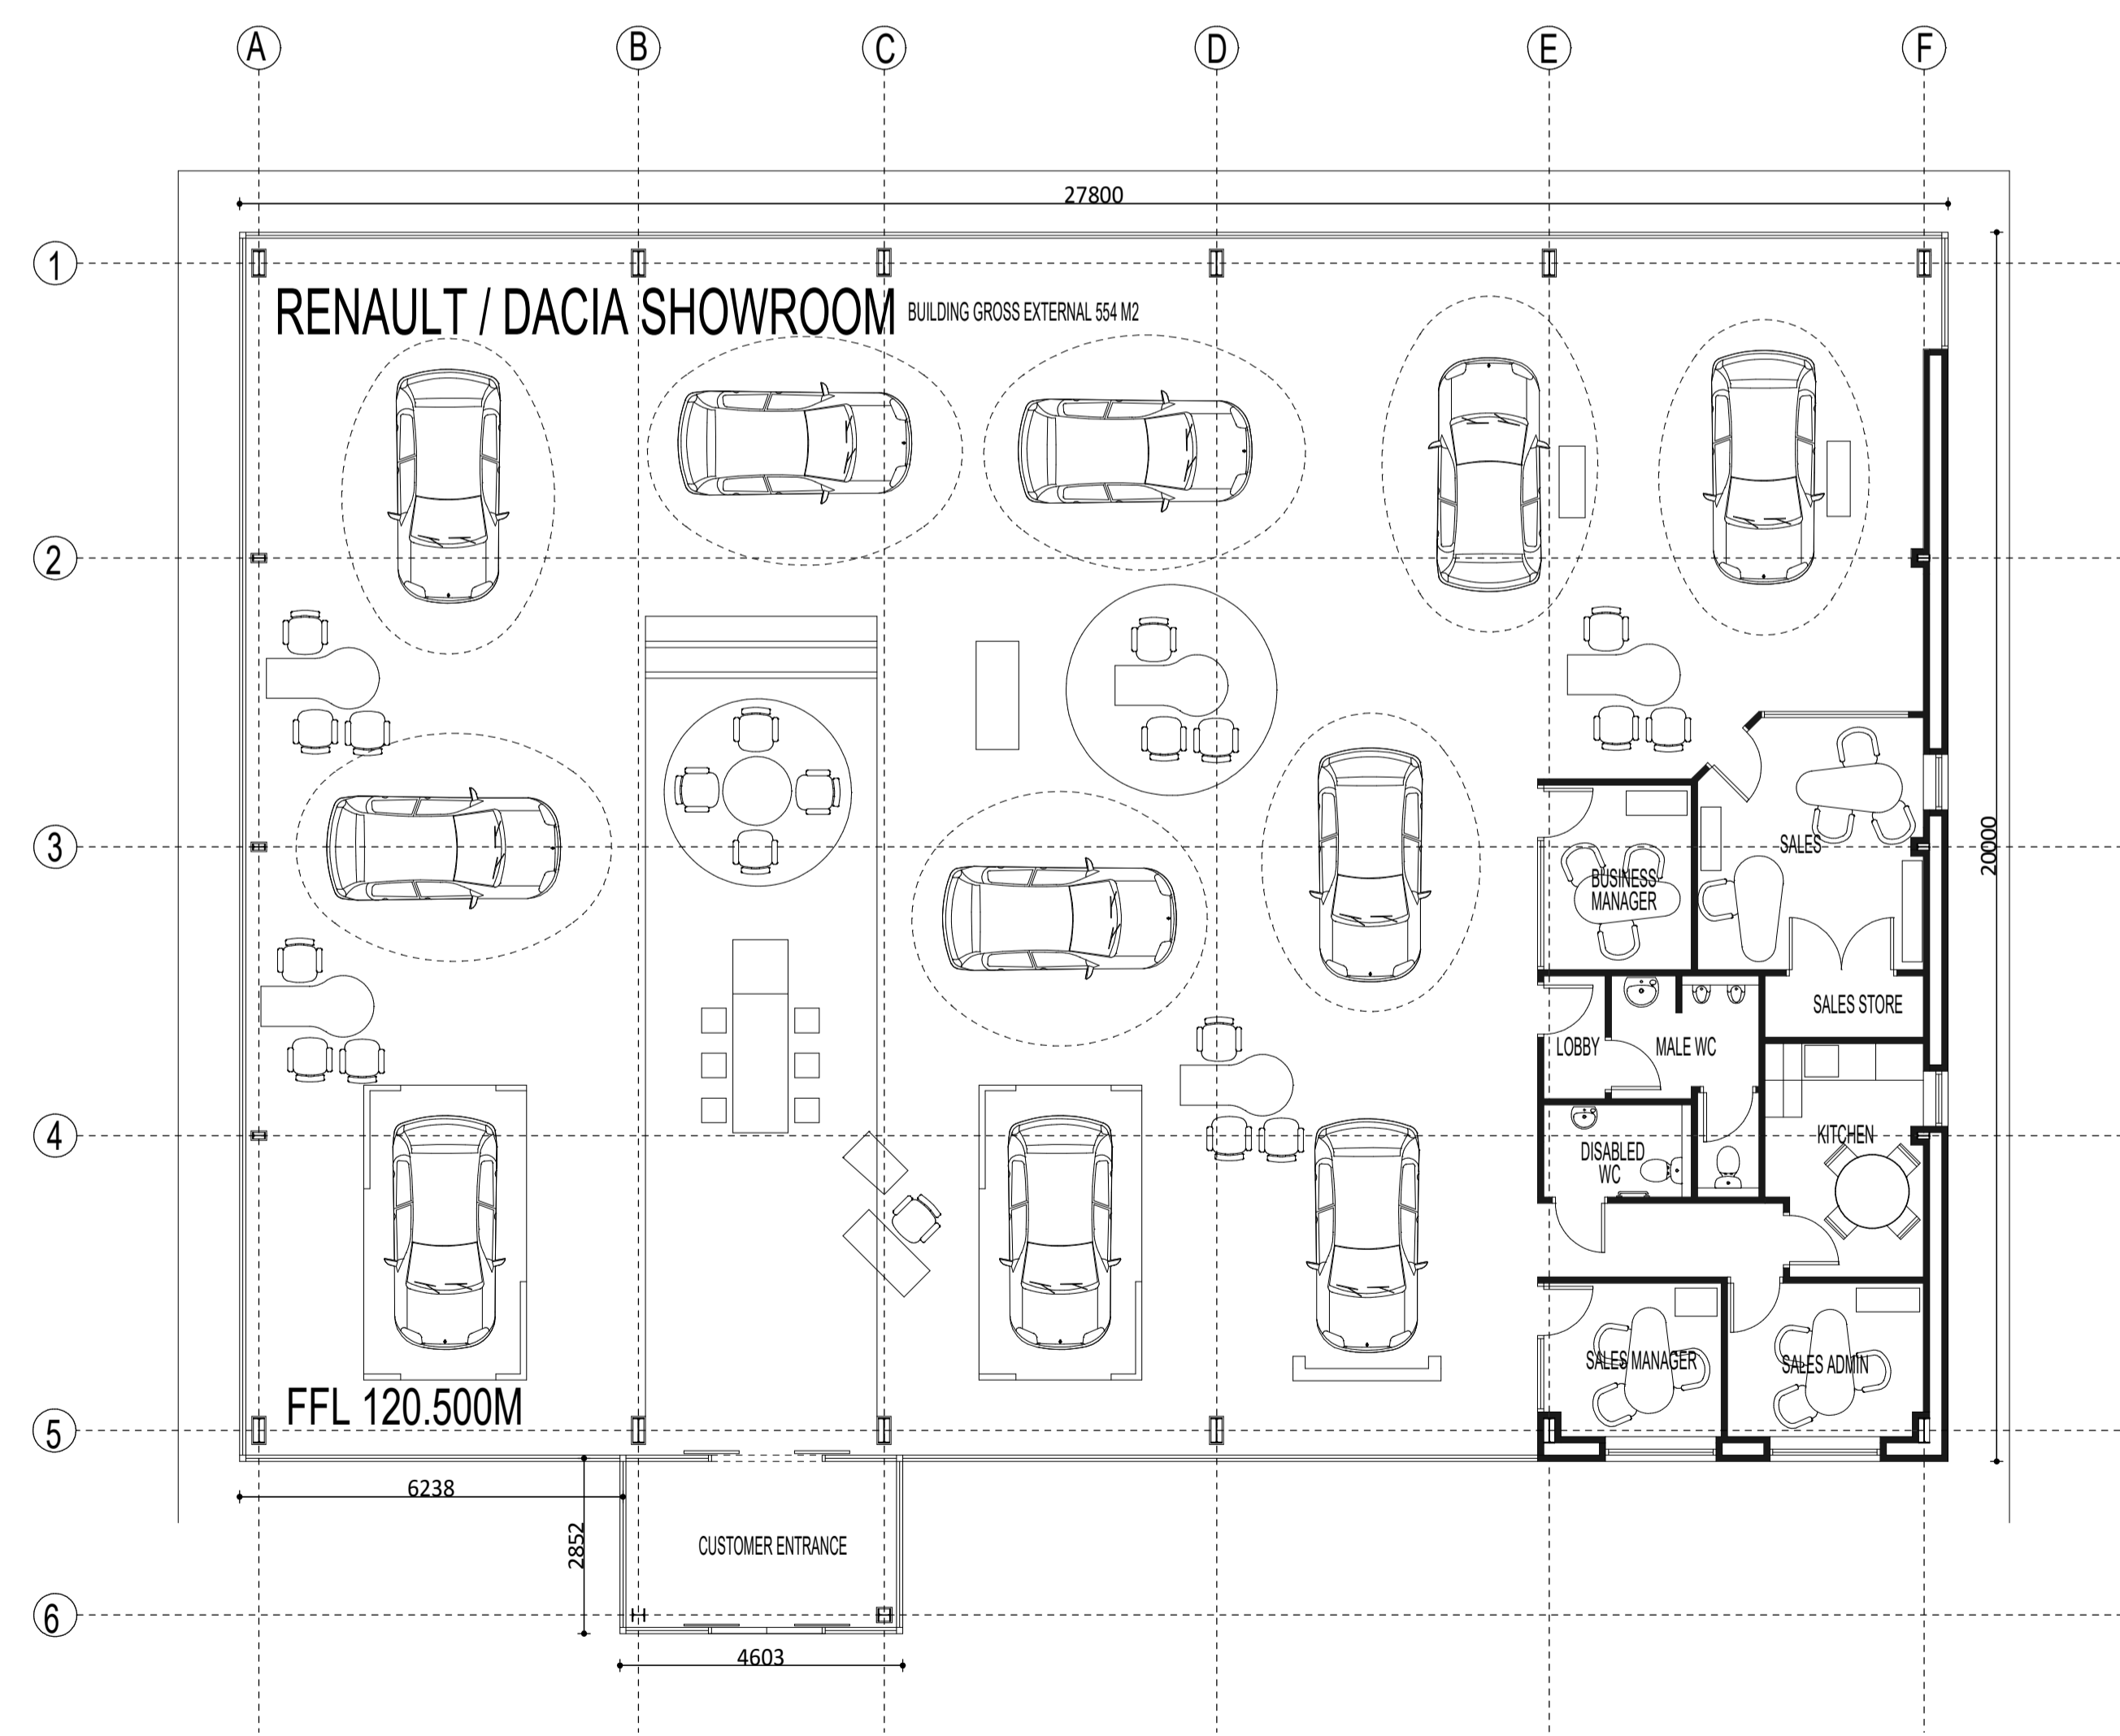 A B C D E F
27800
1
RENAULT / DACIA SHOWROOM BUILDING GROSS EXTERNAL 554 M2
2
3
20000
SALES
BUSINESS
MANAGER
SALES STORE
LOBBY MALE WC
4
KITCHEN
DISABLED
WC
SALES MANAGER SALES ADMIN
FFL 120.500M
5
6238
2852
CUSTOMER ENTRANCE
6
4603